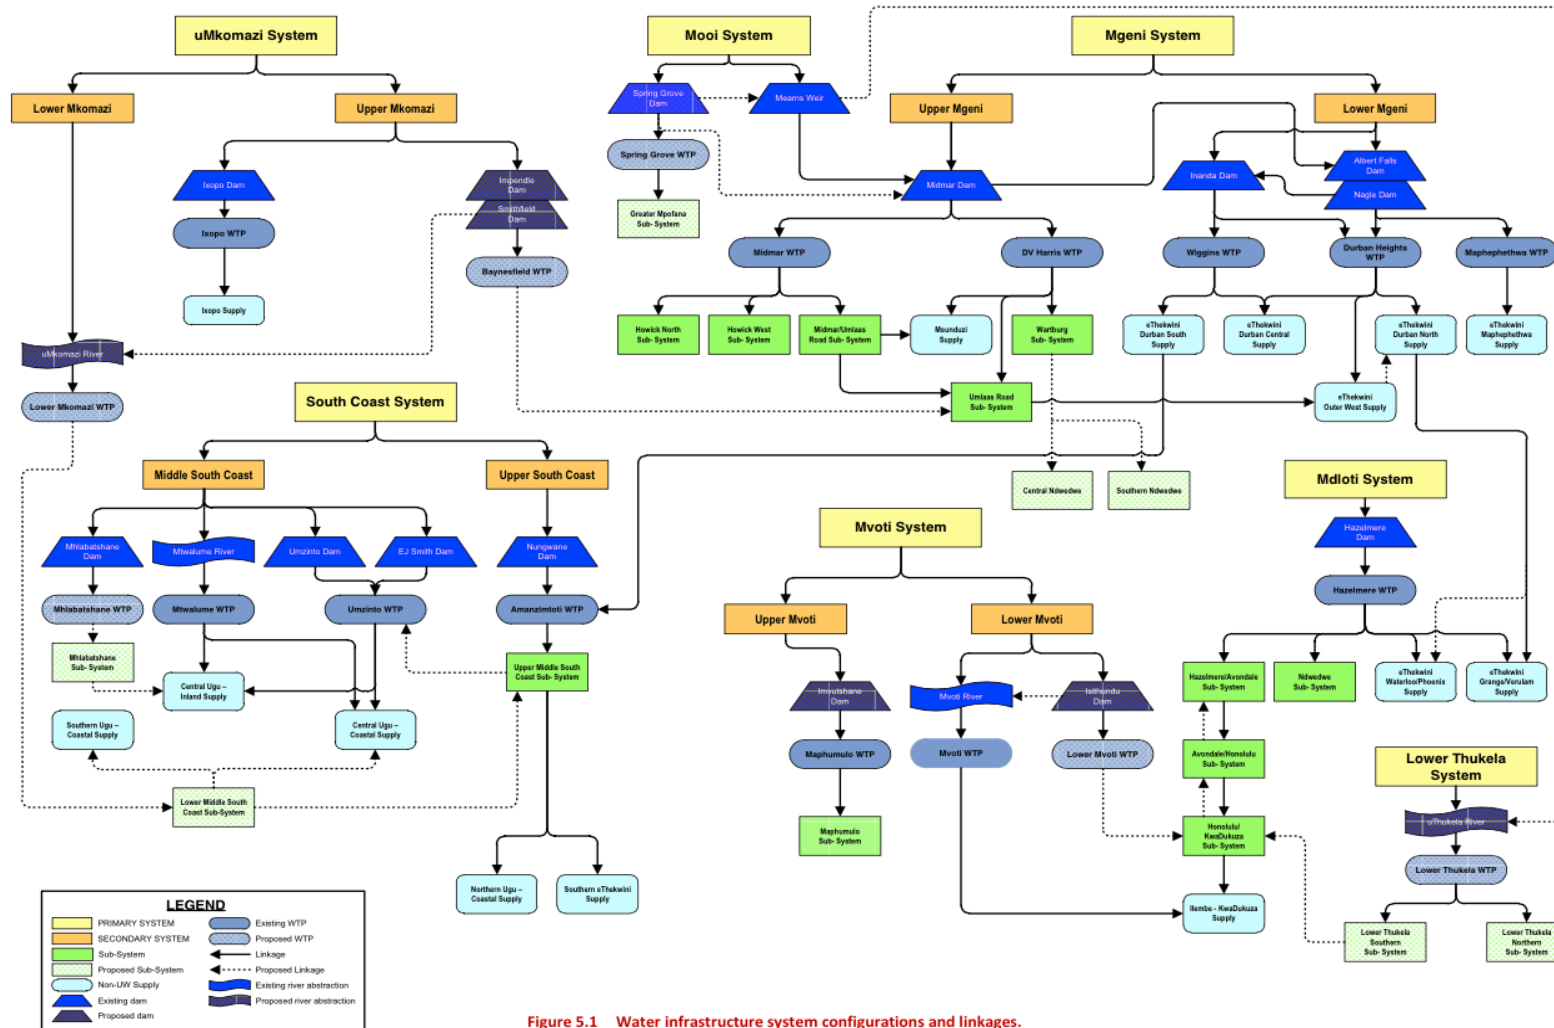 uMkomazi System
Mooi System
Mgeni System
Lower Mkomazi
Upper Mkomazi
Spring Grove
Dam
Mearns Weir
Upper Mgeni
Lower Mgeni
Spring Grove WTP
Albert Falls
Dam
Ixopo Dam
Impendle
Dam
Smithfield
Dam
Midmar Dam
Inanda Dam
Nagle Dam
Greater Mpofana
Sub- System
Ixopo WTP
Baynesfield WTP
Midmar WTP
DV Harris WTP
Wiggins WTP
Durban Heights
WTP
Maphephethwa WTP
Ixopo Supply
Howick North
Sub- System
Howick West
Sub- System
Midmar/Umlaas
Road Sub- System
Msunduzi
Supply
Wartburg
Sub- System
eThekwini
Durban South
Supply
eThekwini
Durban Central
Supply
eThekwini
Durban North
Supply
eThekwini
Maphephethwa
Supply
uMkomazi River
Lower Mkomazi WTP
South Coast System
Umlaas Road
Sub- System
eThekwini
Outer West Supply
Middle South Coast
Upper South Coast
Central Ndwedwe
Southern Ndwedwe
Mdloti System
Mvoti System
Mhlabatshane
Dam
Mtwalume River
Umzinto Dam
EJ Smith Dam
Nungwane
Dam
Hazelmere
Dam
Mhlabatshane WTP
Mtwalume WTP
Umzinto WTP
Amanzimtoti WTP
Hazelmere WTP
Upper Mvoti
Lower Mvoti
Mhlabatshane
Sub- System
Central Ugu –
Inland Supply
Upper Middle South
Coast Sub- System
Imvutshane
Dam
Mvoti River
Isithundu
Dam
Hazelmere/Avondale
Sub- System
Ndwedwe
Sub- System
eThekwini
Waterloo/Phoenix
Supply
eThekwini
Grange/Verulam
Supply
Southern Ugu –
Coastal Supply
Central Ugu –
Coastal Supply
Maphumulo WTP
Mvoti WTP
Lower Mvoti WTP
Avondale/Honolulu
Sub- System
Lower Thukela
System
Lower Middle South
Coast Sub-System
Maphumulo
Sub- System
Honolulu/
KwaDukuza
Sub- System
uThukela River
Lower Thukela WTP
Northern Ugu –
Coastal Supply
Southern eThekwini
Supply
Ilembe - KwaDukuza
Supply
Lower Thukela
Southern
Sub- System
Lower Thukela
Northern
Sub- System
LEGEND
PRIMARY SYSTEM
SECONDARY SYSTEM
Sub-System
Proposed Sub-System
Non-UW Supply
Existing dam
Proposed dam
Existing WTP
Proposed WTP
Linkage
Proposed Linkage
Existing river abstraction
Proposed river abstraction
Figure 5.1 Water infrastructure system configurations and linkages.